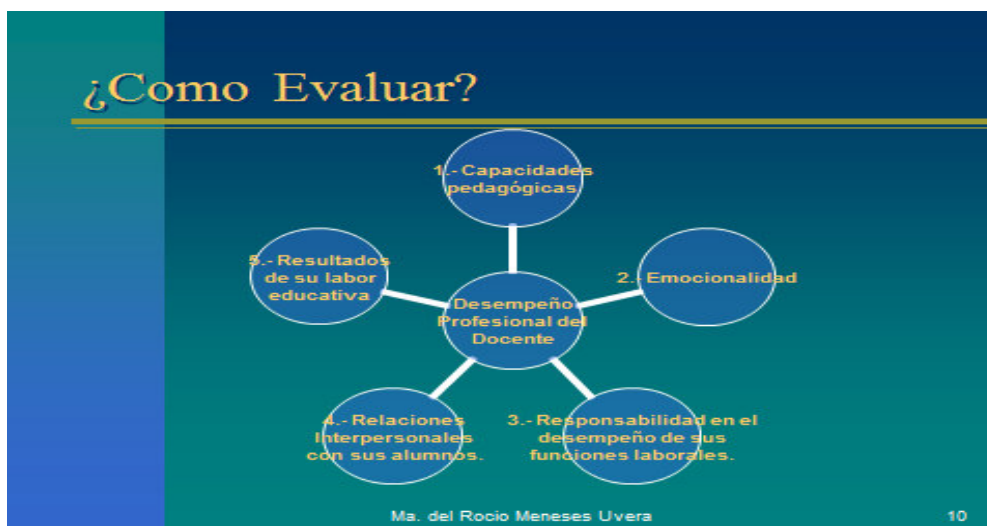 ¿Como Evaluar?
1.- Capacidades
pedagógicas
2.- Emocionalidad
3.- Responsabilidad en el
desempeño de sus
funciones laborales.
4.- Relaciones
Interpersonales
con sus alumnos.
5.- Resultados
de su labor
educativa
Desempeño
Profesional del
Docente
Ma. del Rocio Meneses Uvera
10